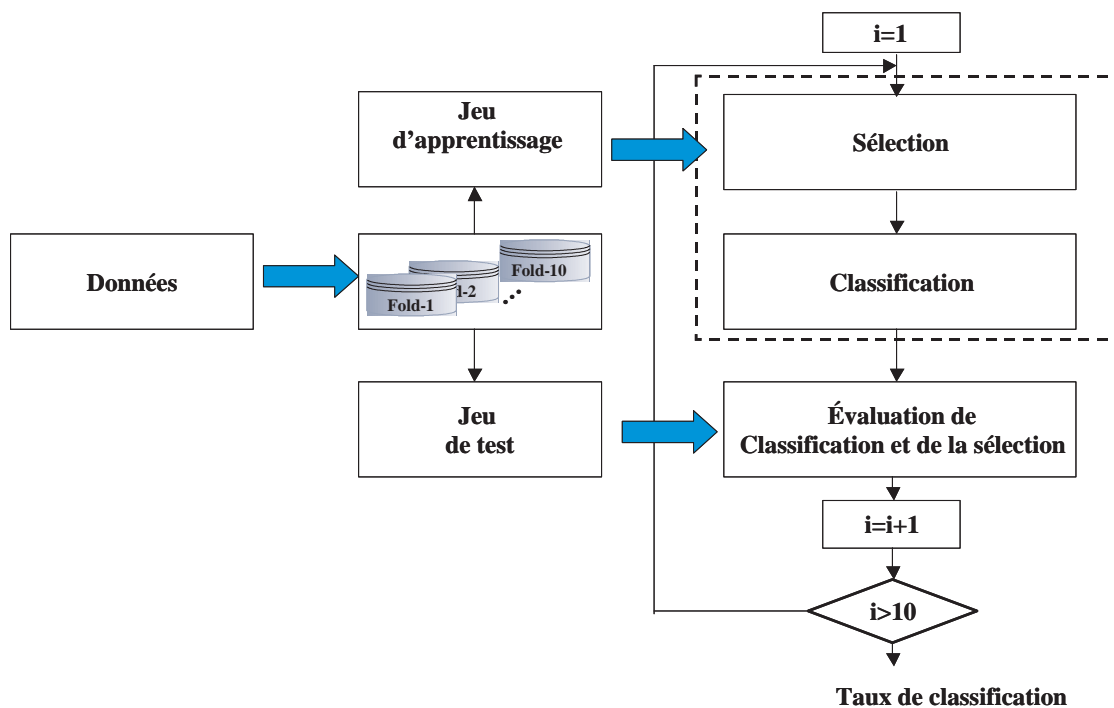 i=1
Jeu
d'apprentissage
Sélection
Données
Fold-1
d-2
Fold-10
...
Classification
Jeu
de test
Évaluation de
Classification et de la sélection
i=i+1
i>10
Taux de classification